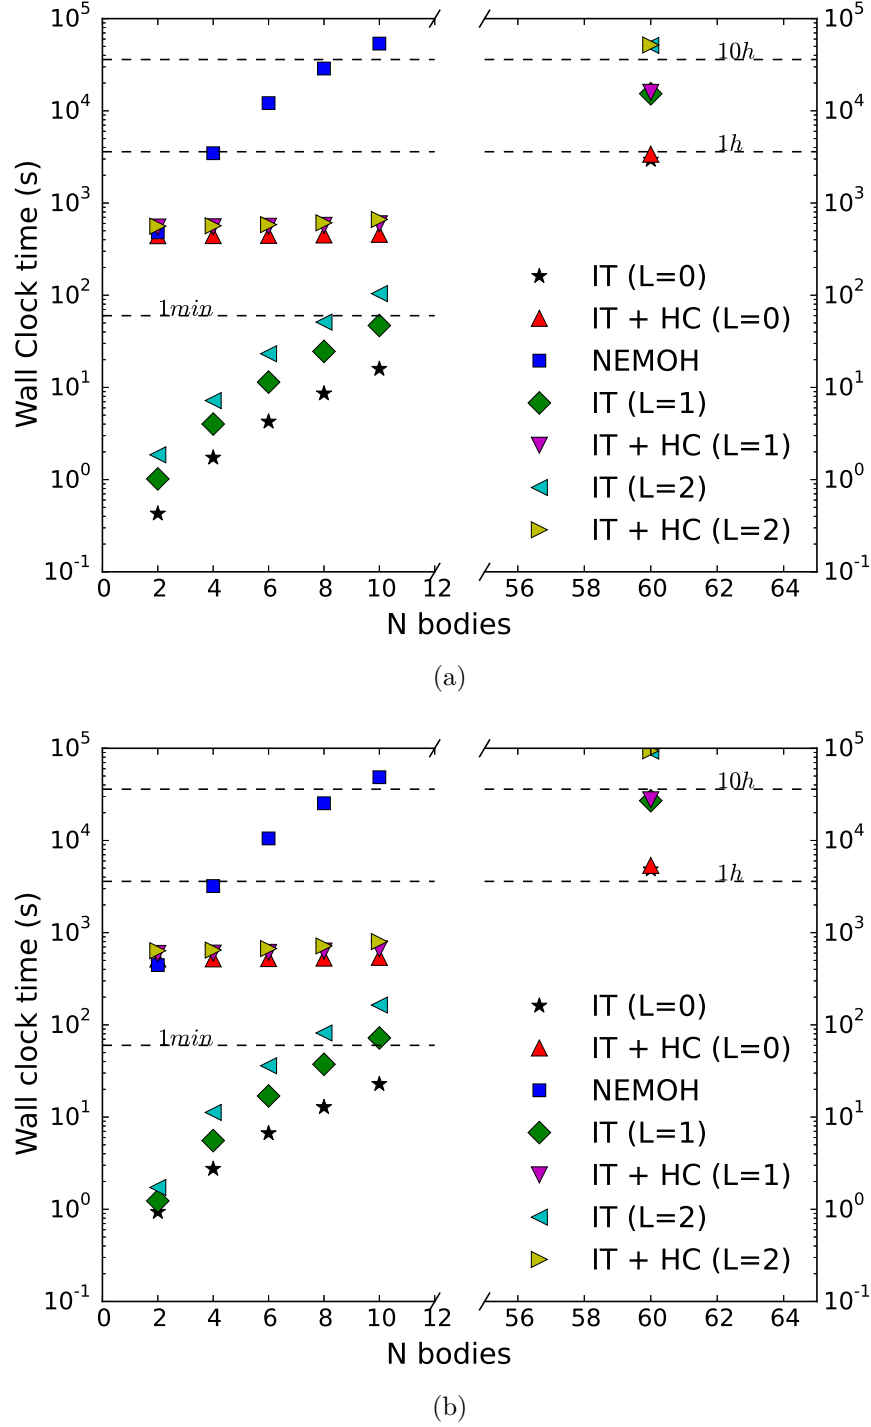 10^5 10^5
10h
10^4 10^4
1h
10^3 10^3
10^2 10^2
1min
10^1 10^1
10^0 10^0
10^-1 10^-1
Wall Clock time (s)
IT (L=0)
IT + HC (L=0)
NEMOH
IT (L=1)
IT + HC (L=1)
IT (L=2)
IT + HC (L=2)
0 2 4 6 8 10 12 56 58 60 62 64
N bodies
(a)
10^5 10^5
10h
10^4 10^4
1h
10^3 10^3
10^2 10^2
1min
10^1 10^1
10^0 10^0
10^-1 10^-1
Wall clock time (s)
IT (L=0)
IT + HC (L=0)
NEMOH
IT (L=1)
IT + HC (L=1)
IT (L=2)
IT + HC (L=2)
0 2 4 6 8 10 12 56 58 60 62 64
N bodies
(b)